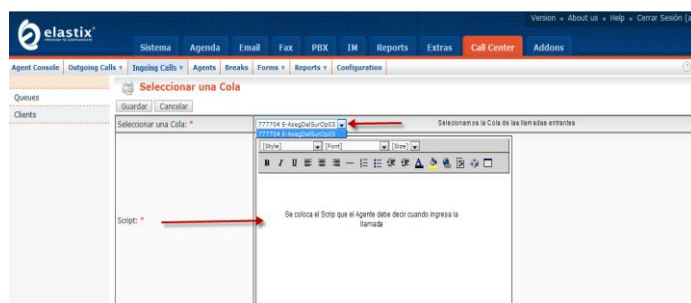 elastix
Version • About us • Help • Cerrar Sesión (a
Sistema Agenda Email Fax PBX IM Reports Extras Call Center Addons
Agent Console Outgoing Calls Ingoing Calls Agents Breaks Forms Reports Configuration
Seleccionar una Cola
Queues
Guardar Cancelar
Clients
Seleccionar una Cola: * 777704 E-AsegDelSurOp03 Selecionamos la Cola de las llamadas entrantes
777704 E-AsegDelSurOp03
[Style] [Font] [Size]
B I U
Script: *
Se coloca el Scrip que el Agente debe decir cuando ingresa la
llamada